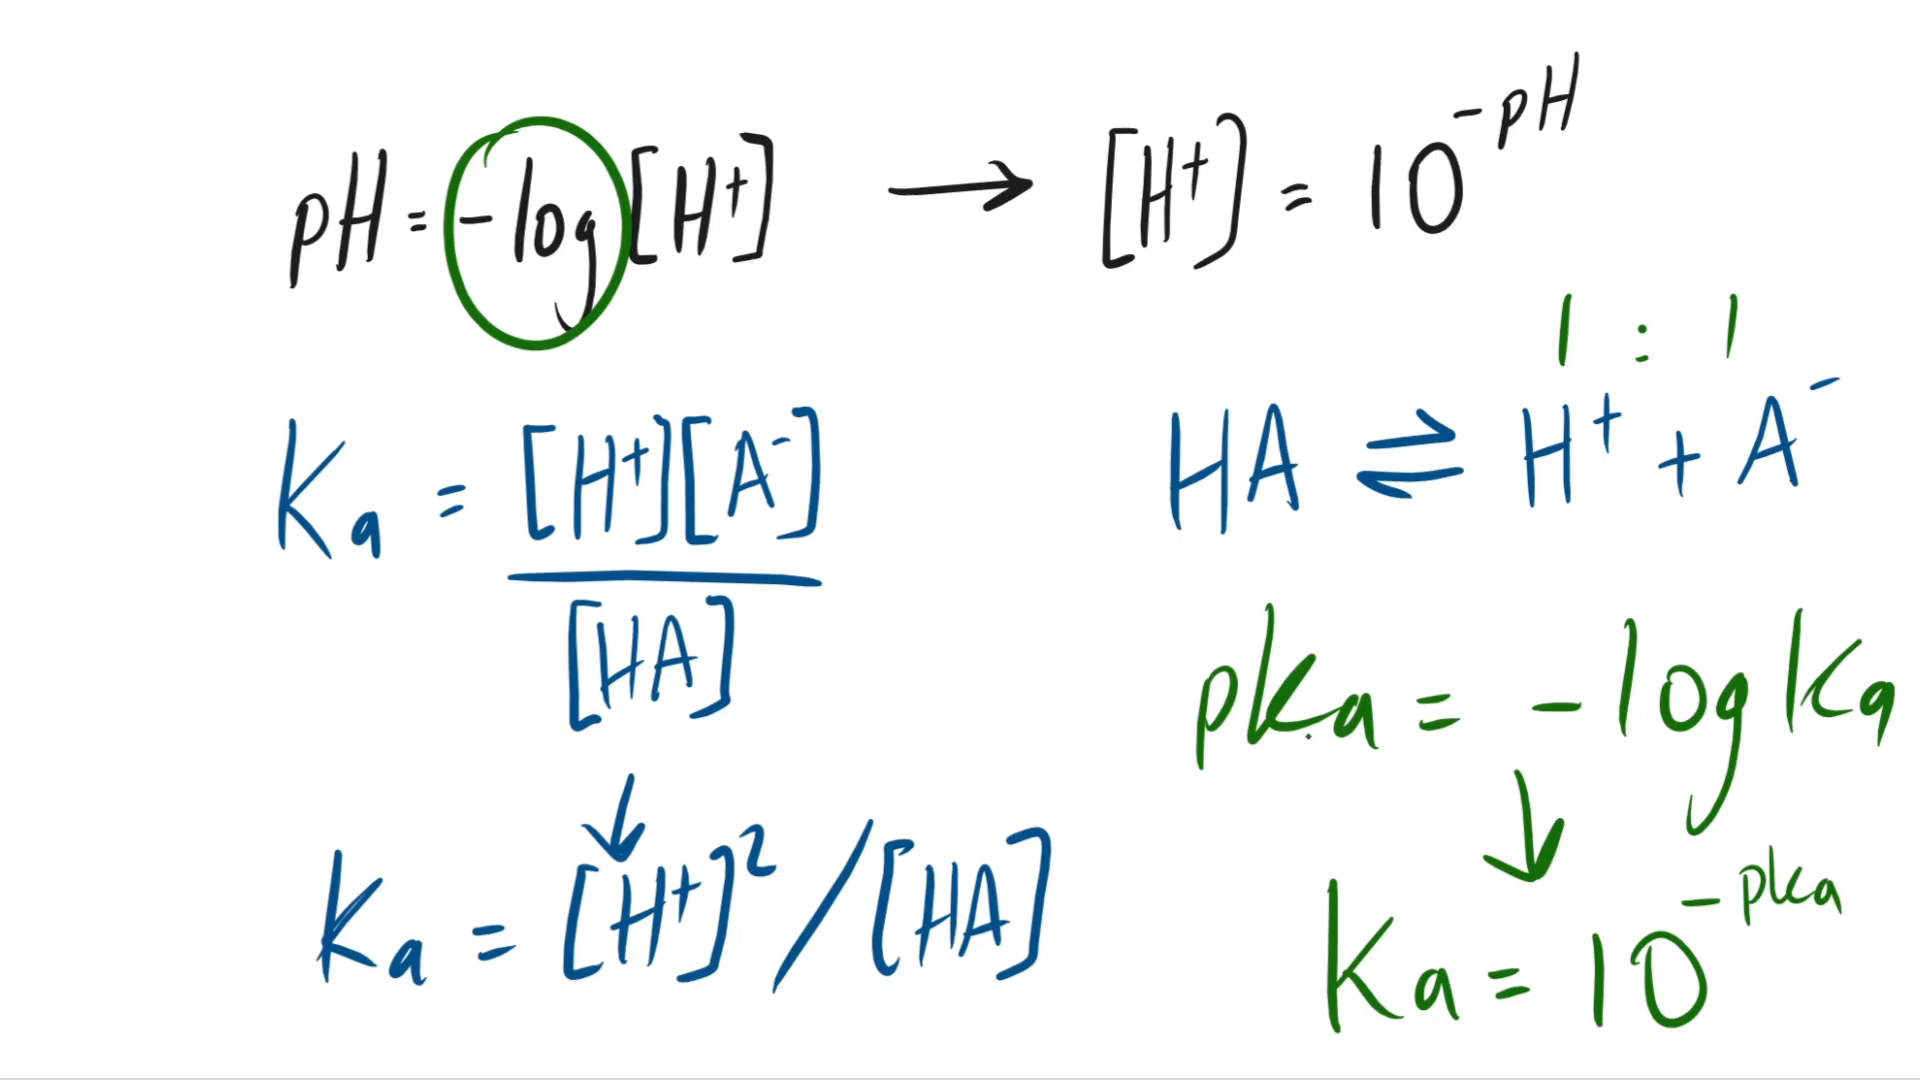 pH = -log[H⁺] → [H⁺] = 10^-pH
1 : 1
Ka = [H⁺][A⁻] / [HA]
HA ⇌ H⁺ + A⁻
pka = -log Ka
↓
Ka = [H⁺]² / [HA]
↓
Ka = 10^-pka